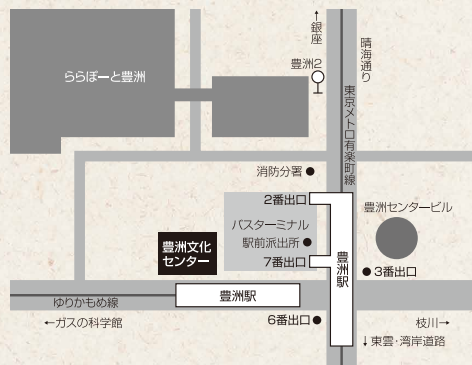 ←銀座
晴海通り
豊洲2
ららぽーと豊洲
東京メトロ有楽町線
消防分署
2番出口
豊洲センタービル
バスターミナル
駅前派出所
豊洲文化
センター
7番出口
豊洲駅
3番出口
豊洲駅
ゆりかもめ線
←ガスの科学館
6番出口
枝川→
↓東雲・湾岸道路